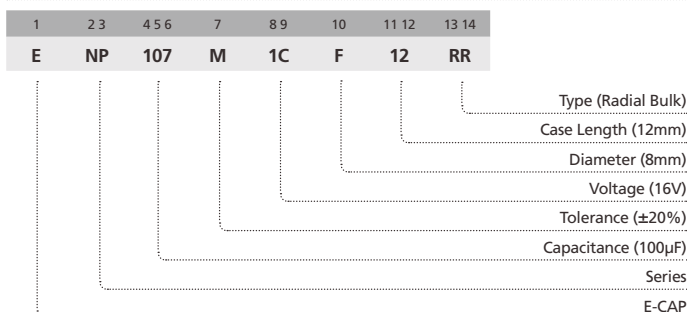 1 2 3 4 5 6 7 8 9 10 11 12 13 14
E NP 107 M 1C F 12 RR
Type (Radial Bulk)
Case Length (12mm)
Diameter (8mm)
Voltage (16V)
Tolerance (±20%)
Capacitance (100µF)
Series
E-CAP